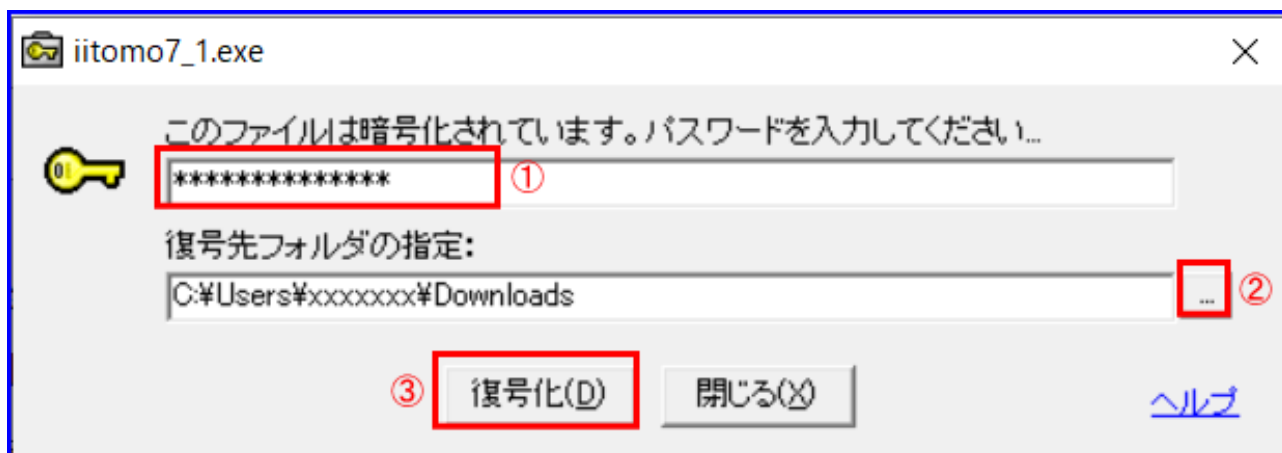 iitomo7_1.exe
このファイルは暗号化されています。パスワードを入力してください...
************** ①
復号先フォルダの指定:
C:¥Users¥xxxxxxx¥Downloads ... ②
③ 復号化(D) 閉じる(X) ヘルプ